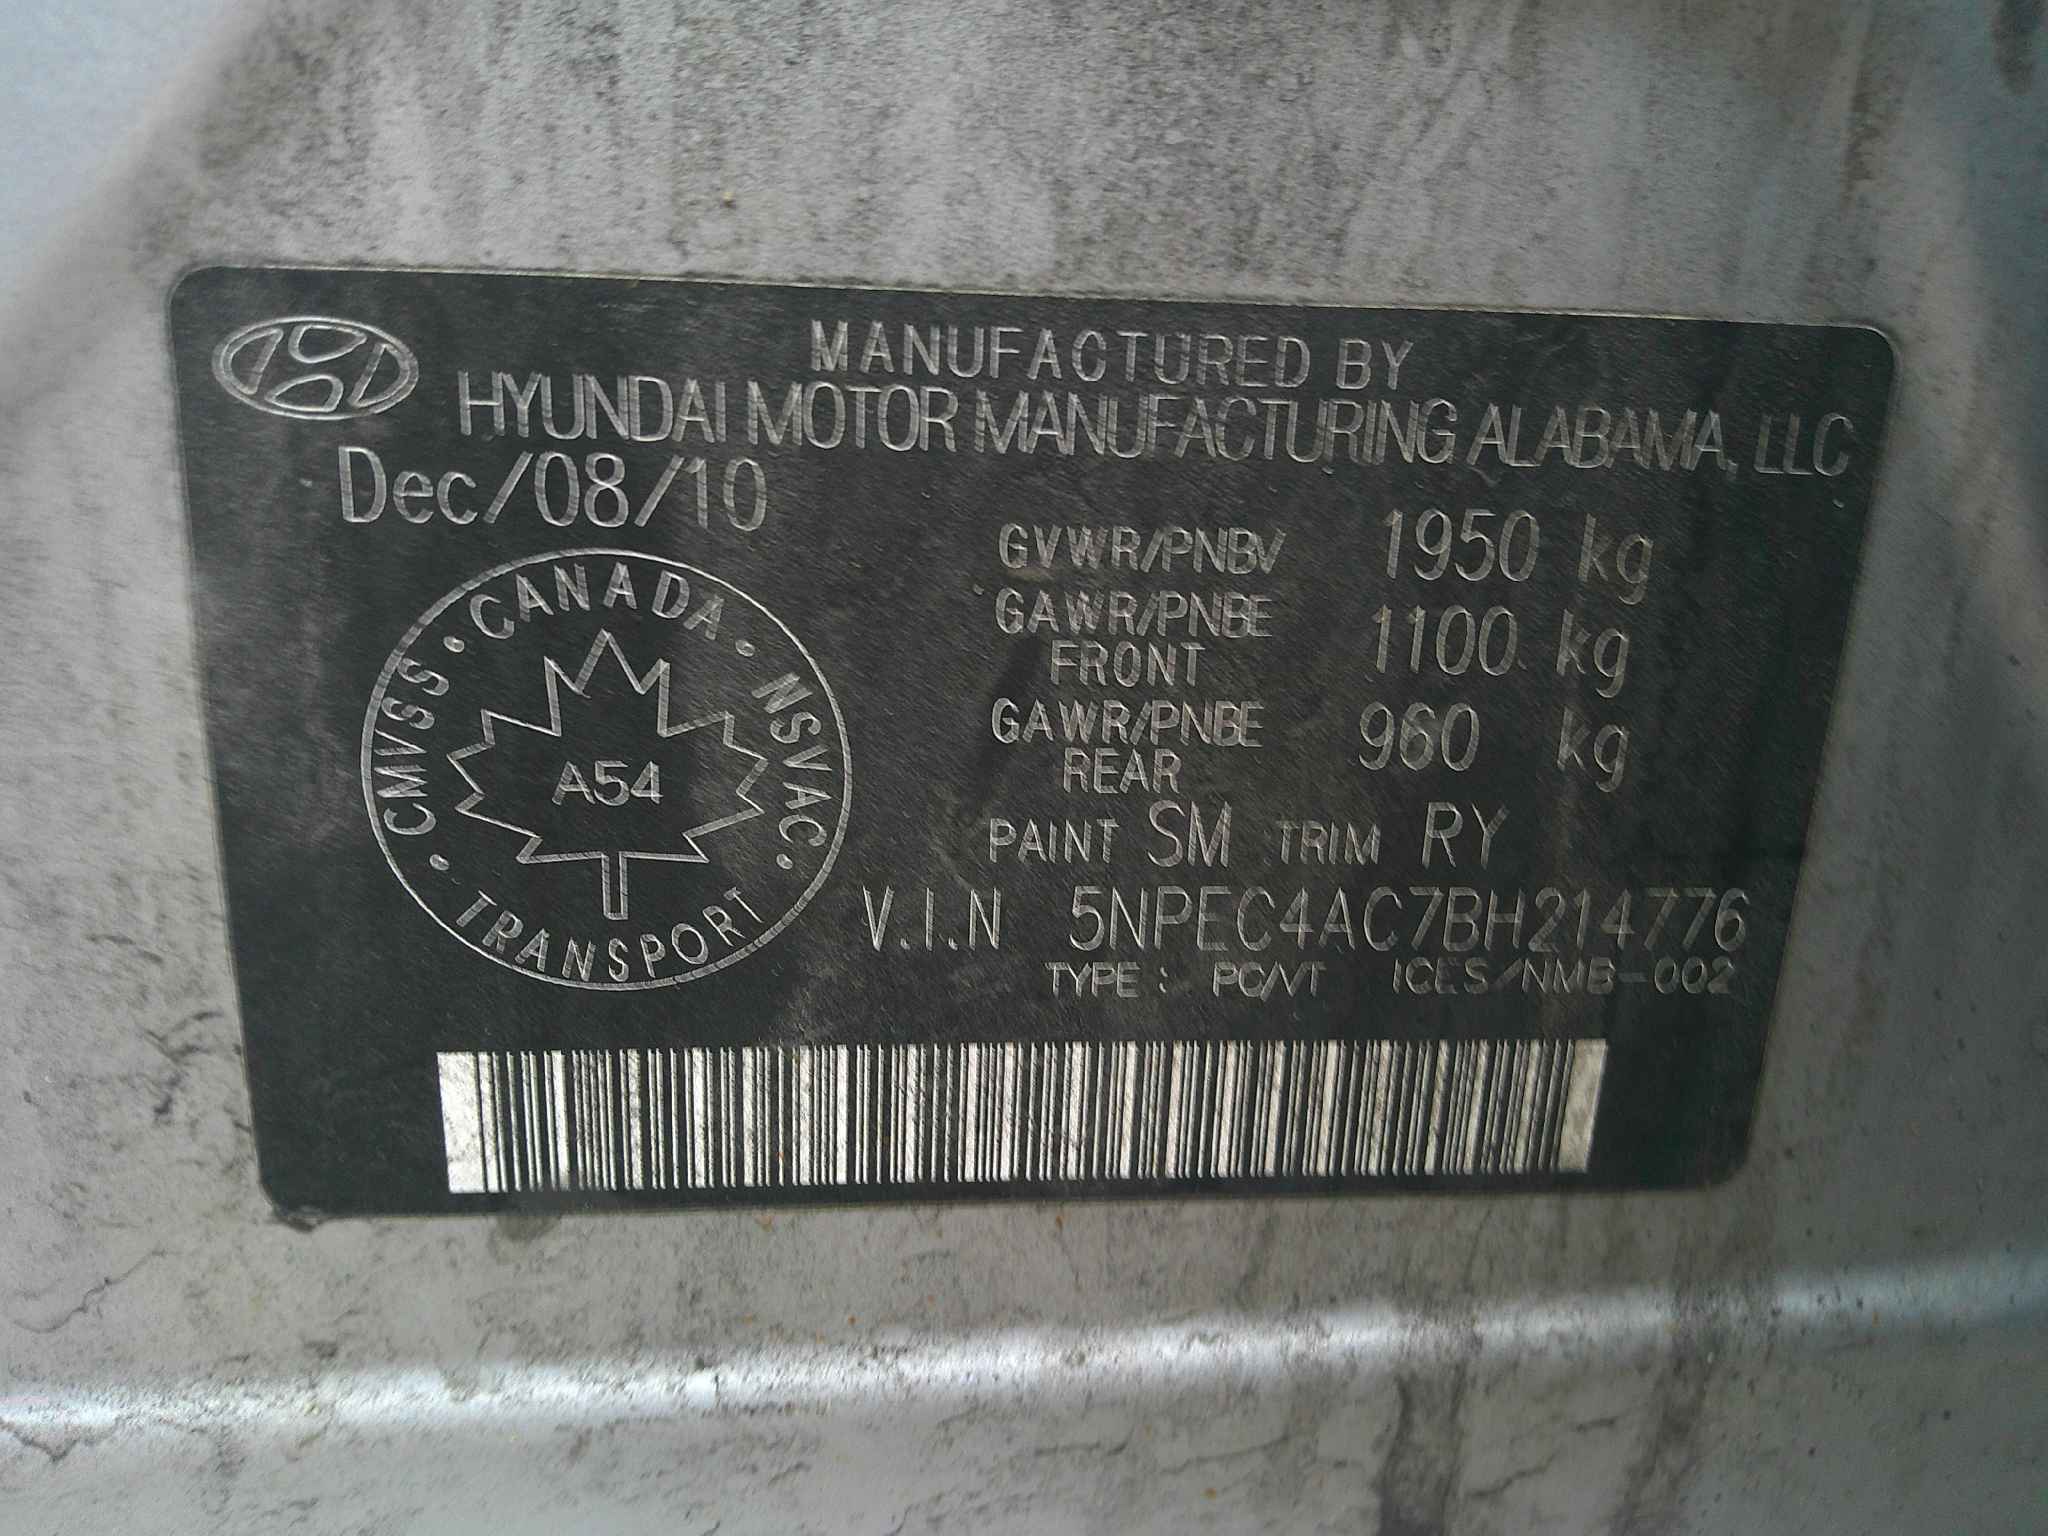 MANUFACTURED BY
HYUNDAI MOTOR MANUFACTURING ALABAMA, LLC
Dec/08/10
GVWR/PNBV 1950 kg
GAWR/PNBE FRONT 1100 kg
GAWR/PNBE REAR 960 kg
PAINT SM TRIM RY
V.I.N 5NPEC4AC7BH214776
TYPE : PC/VT ICES/NMB-002
CMVSS · CANADA · NSVAC · TRANSPORT ·
A54